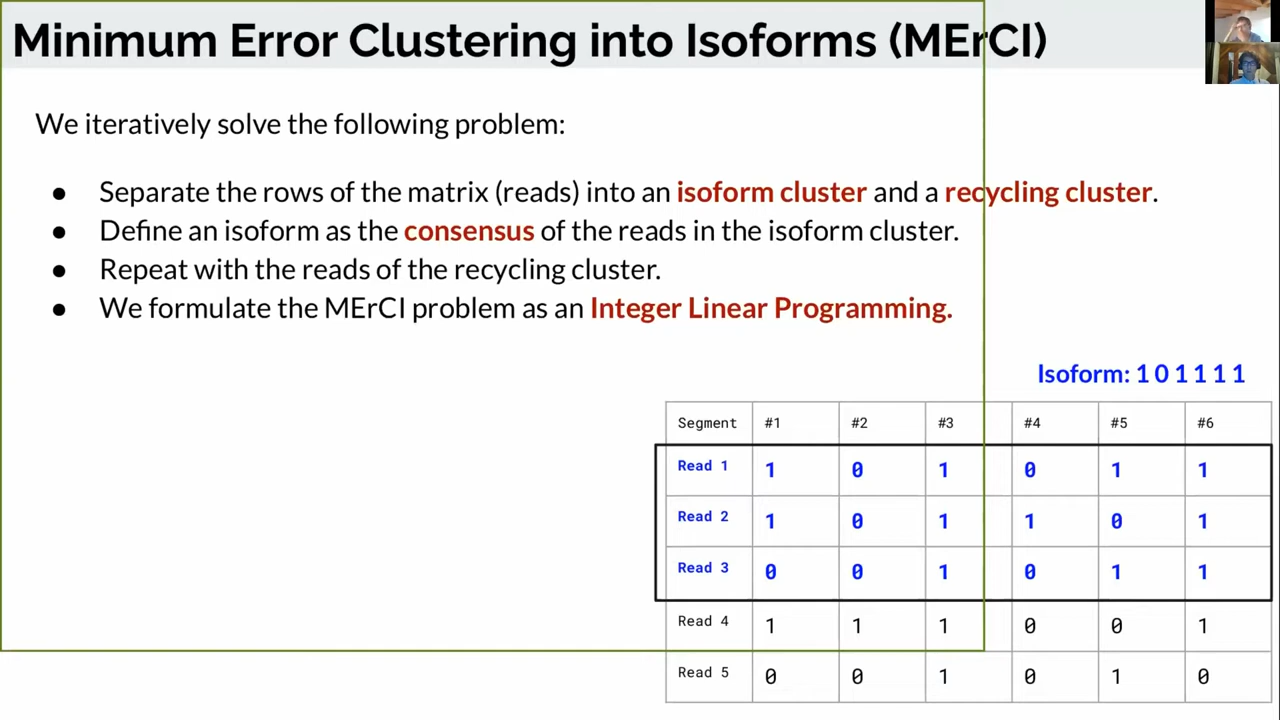 Minimum Error Clustering into Isoforms (MErCI)
We iteratively solve the following problem:
● Separate the rows of the matrix (reads) into an isoform cluster and a recycling cluster.
● Define an isoform as the consensus of the reads in the isoform cluster.
● Repeat with the reads of the recycling cluster.
● We formulate the MErCI problem as an Integer Linear Programming.
Isoform: 1 0 1 1 1 1
Segment #1 #2 #3 #4 #5 #6
Read 1 1 0 1 0 1 1
Read 2 1 0 1 1 0 1
Read 3 0 0 1 0 1 1
Read 4 1 1 1 0 0 1
Read 5 0 0 1 0 1 0